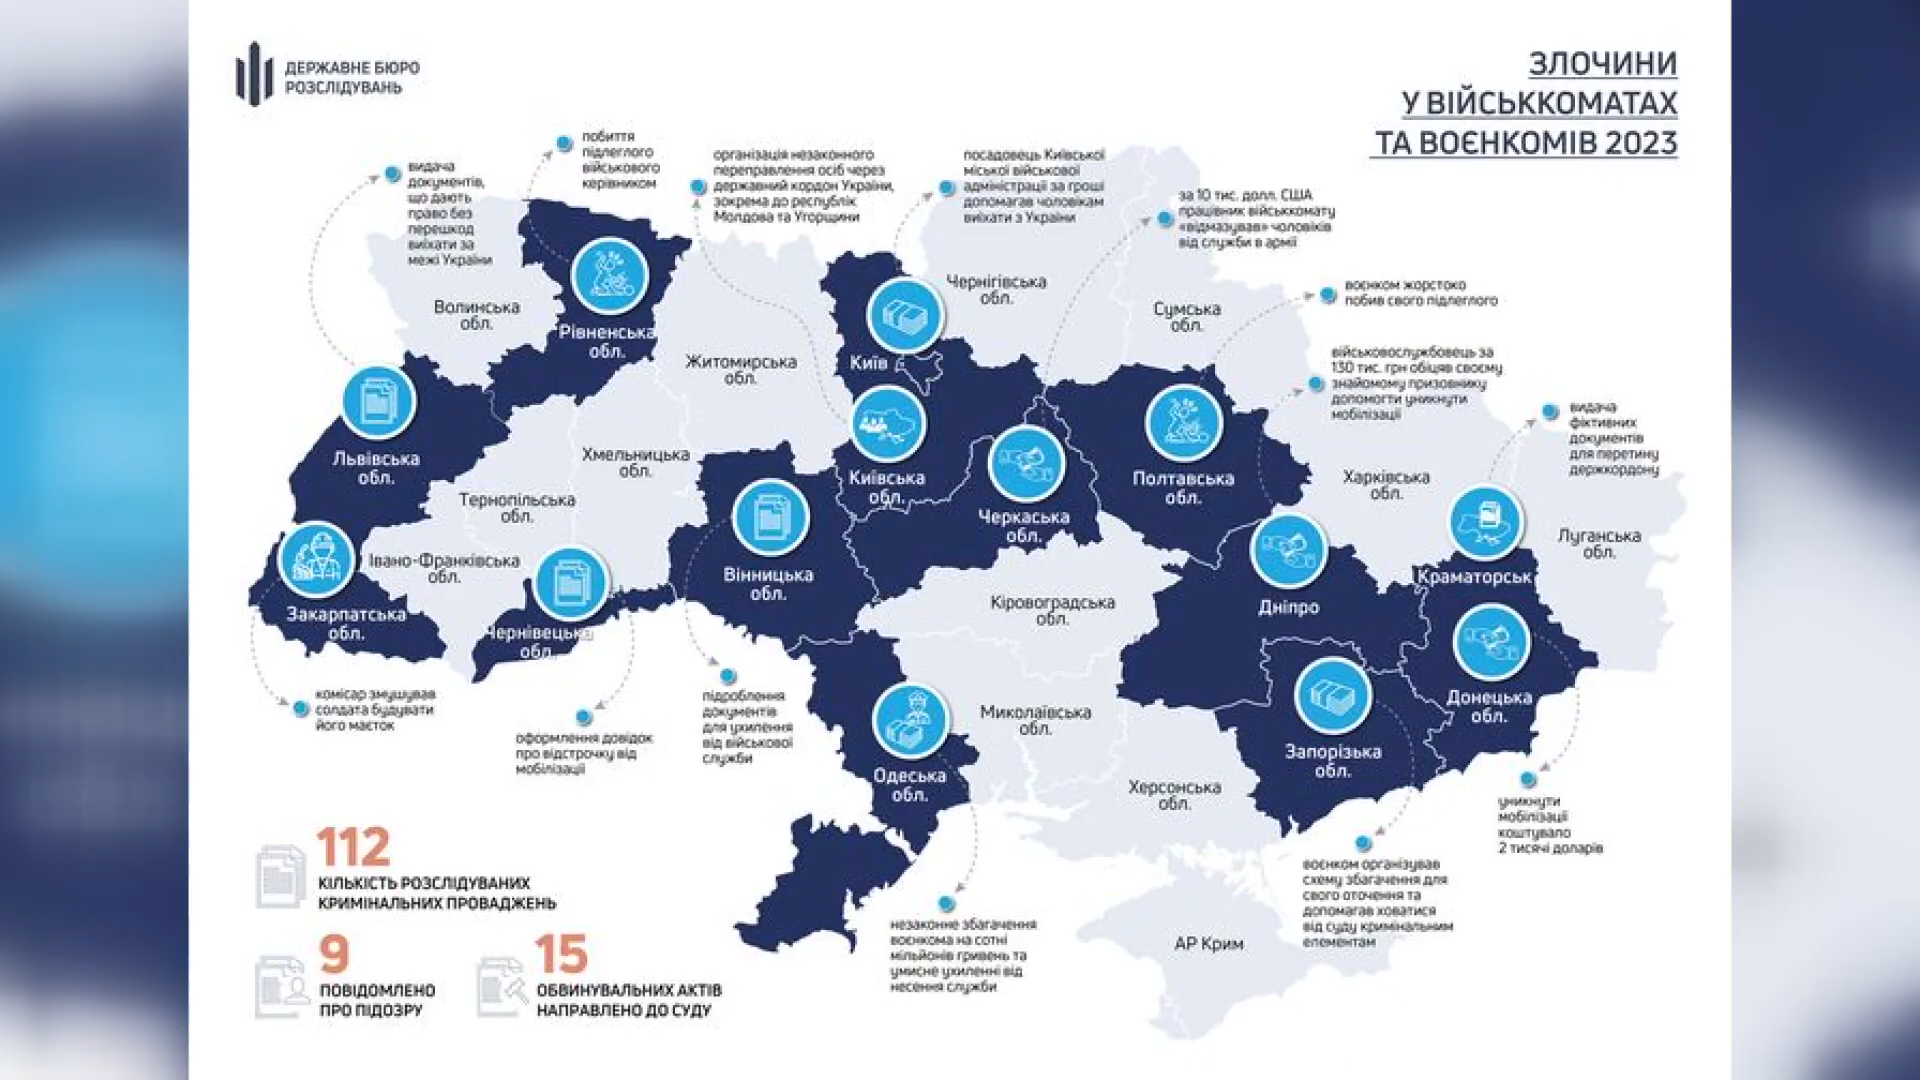 ДЕРЖАВНЕ БЮРО
РОЗСЛІДУВАНЬ
ЗЛОЧИНИ
У ВІЙСЬККОМАТАХ
ТА ВОЄНКОМІВ 2023
видача
документів,
що дають
право без
перешкод
виїхати за
межі України
побиття
підлеглого
військового
керівником
організація незаконного
переправлення осіб через
державний кордон України,
зокрема до республік
Молдова та Угорщини
посадовець Київської
міської військової
адміністрації за гроші
допомагав чоловікам
виїхати з України
за 10 тис. долл. США
працівник військкомату
«відмазував» чоловіків
від служби в армії
воєнком жорстоко
побив свого підлеглого
військовослужбовець за
130 тис. грн обіцяв своєму
знайомому призовнику
допомогти уникнути
мобілізації
видача
фіктивних
документів
для перетину
держкордону
Волинська
обл.
Рівненська
обл.
Житомирська
обл.
Київ
Чернігівська
обл.
Сумська
обл.
Львівська
обл.
Тернопільська
обл.
Хмельницька
обл.
Київська
обл.
Черкаська
обл.
Полтавська
обл.
Харківська
обл.
Луганська
обл.
Закарпатська
обл.
Івано-Франківська
обл.
Чернівецька
обл.
Вінницька
обл.
Кіровоградська
обл.
Дніпро
Краматорськ
Донецька
обл.
Одеська
обл.
Миколаївська
обл.
Херсонська
обл.
Запорізька
обл.
АР Крим
комісар змушував
солдата будувати
його маєток
оформлення довідок
про відстрочку від
мобілізації
підроблення
документів
для ухилення
від військової
служби
незаконне збагачення
воєнкома на сотні
мільйонів гривень та
умисне ухиленні від
несення служби
воєнком організував
схему збагачення для
свого оточення та
допомагав ховатися
від суду кримінальним
елементам
уникнути
мобілізації
коштувало
2 тисячі доларів
112
КІЛЬКІСТЬ РОЗСЛІДУВАНИХ
КРИМІНАЛЬНИХ ПРОВАДЖЕНЬ
9
ПОВІДОМЛЕНО
ПРО ПІДОЗРУ
15
ОБВИНУВАЛЬНИХ АКТІВ
НАПРАВЛЕНО ДО СУДУ